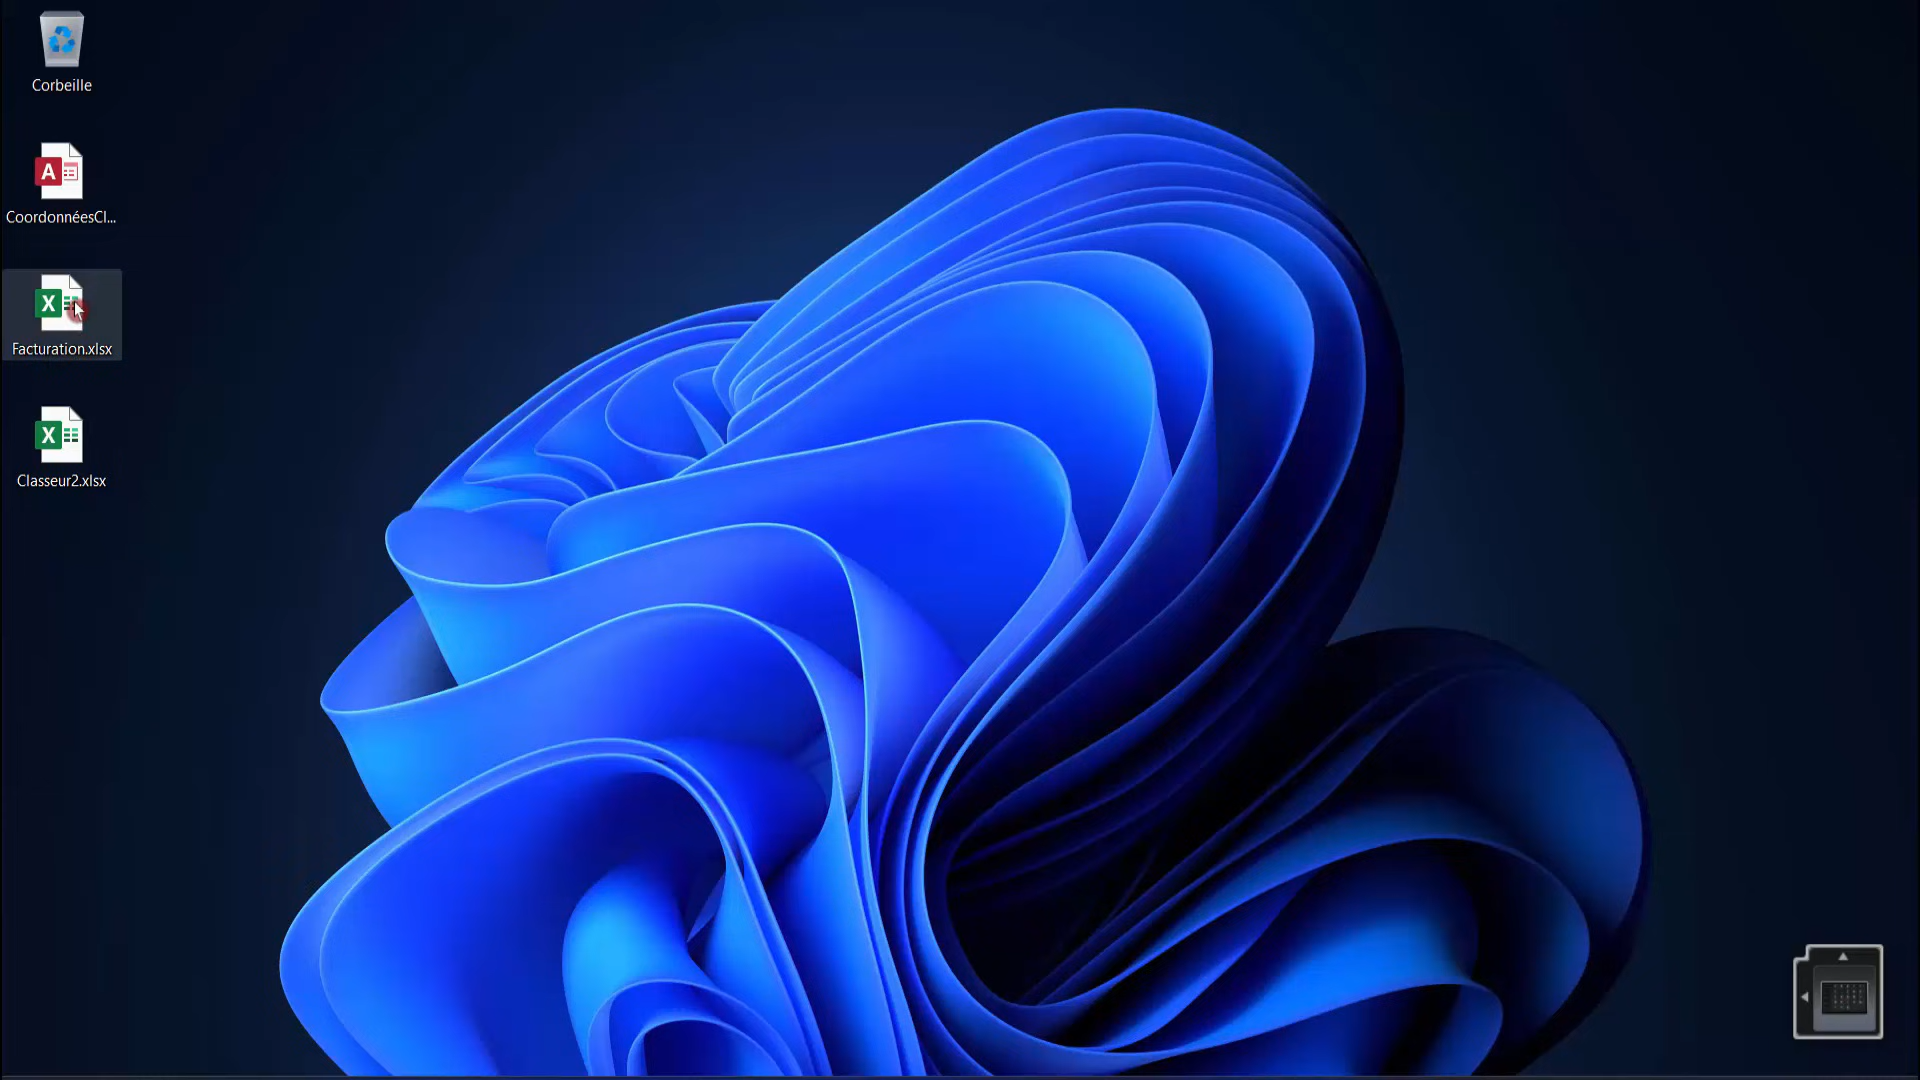 Corbeille
A
CoordonnéesCl...
X
Facturation.xlsx
X
Classeur2.xlsx